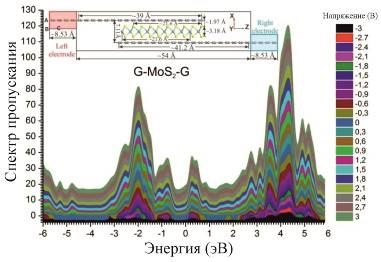 130
120
110
100
90
80
70
60
50
40
30
20
10
0
Спектр пропускания
-6 -5 -4 -3 -2 -1 0 1 2 3 4 5 6
Энергия (эВ)
A
B
C
Left
electrode
~8.53 Å
~39 Å
~1.97 Å
~3.18 Å
X
Y
Z
~41.2 Å
~54 Å
Right
electrode
~8.53 Å
G-MoS₂-G
Напряжение (В)
-3
-2.7
-2.4
-2,1
-1,8
-1,5
-1,2
-0.9
-0.6
-0.3
0
0,3
0,6
0,9
1,2
1,5
1,8
2,1
2,4
2,7
3